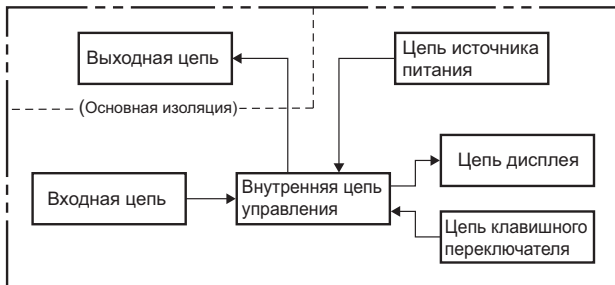 Выходная цепь
Цепь источника
питания
(Основная изоляция)
Цепь дисплея
Входная цепь
Внутренняя цепь
управления
Цепь клавишного
переключателя